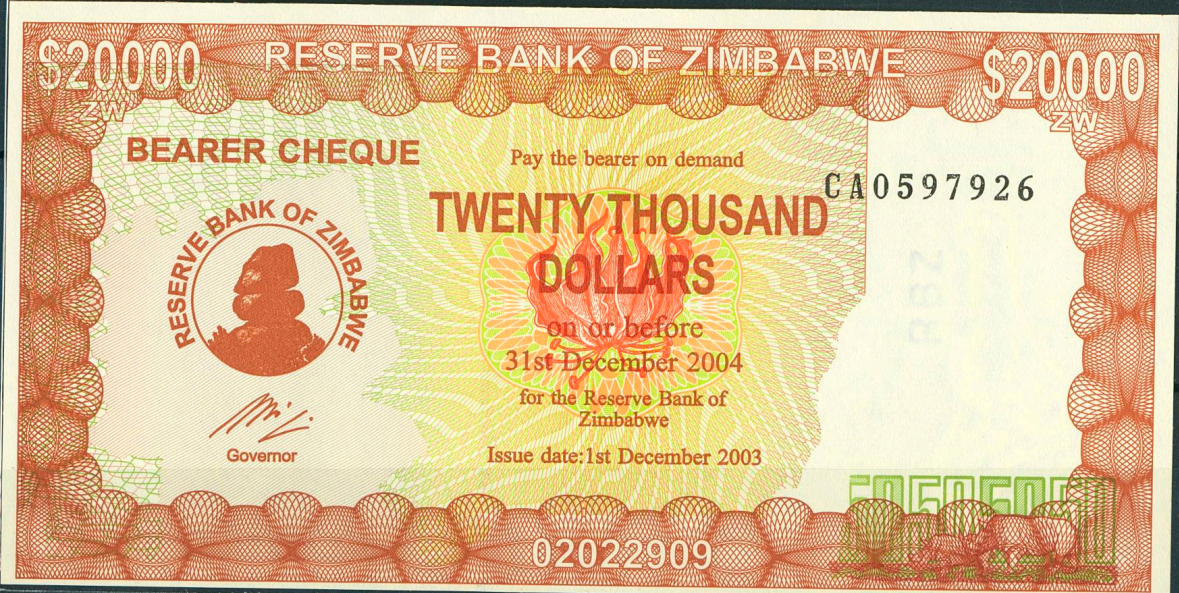 $20000 RESERVE BANK OF ZIMBABWE $20000
ZW ZW
BEARER CHEQUE
Pay the bearer on demand
CA0597926
TWENTY THOUSAND
DOLLARS
RESERVE BANK OF ZIMBABWE
on or before
31st December 2004
for the Reserve Bank of
Zimbabwe
Governor
Issue date:1st December 2003
RBZ
02022909